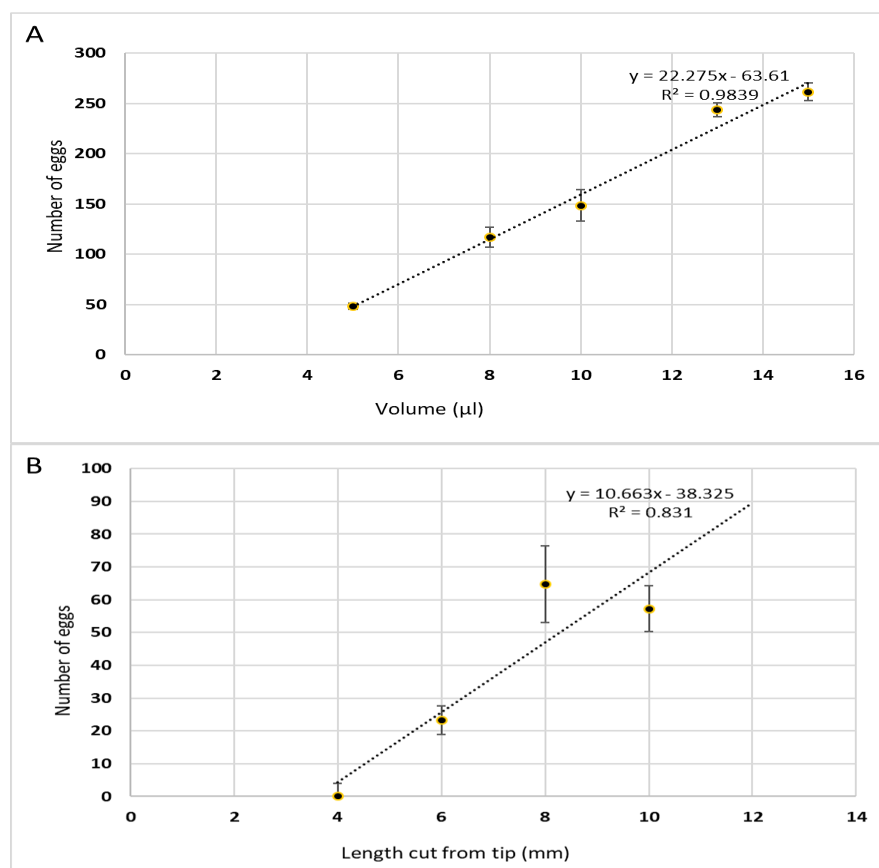 A
300
250
200
150
100
50
0
Number of eggs
y = 22.275x - 63.61
R² = 0.9839
0 2 4 6 8 10 12 14 16
Volume (µl)
B
100
90
80
70
60
50
40
30
20
10
0
Number of eggs
y = 10.663x - 38.325
R² = 0.831
0 2 4 6 8 10 12 14
Length cut from tip (mm)